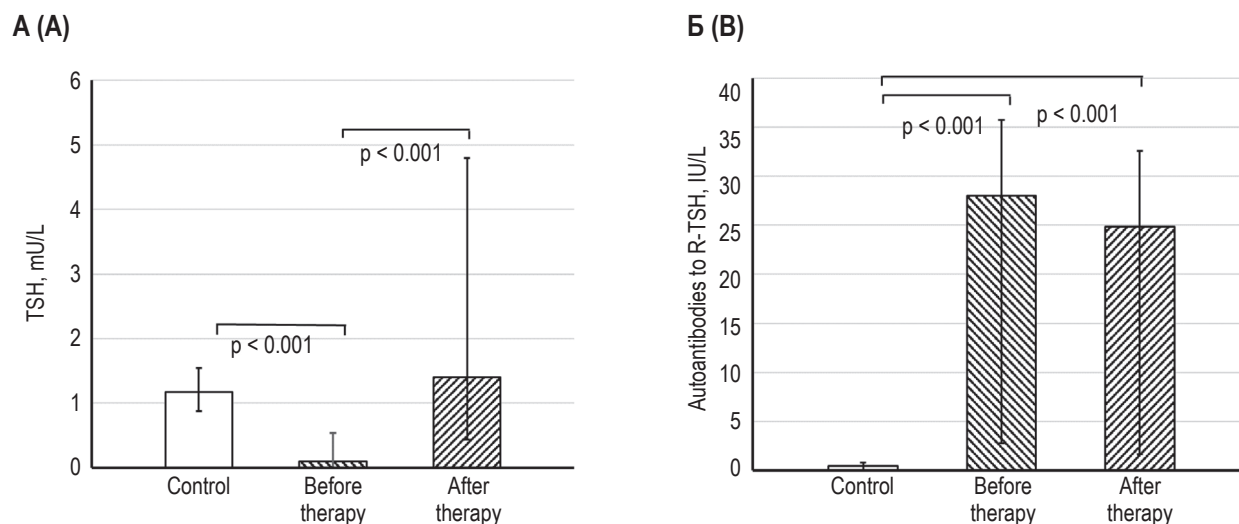 А (A)
TSH, mU/L
6
5
4
3
2
1
0
p < 0.001
p < 0.001
Control
Before
therapy
After
therapy
Б (B)
Autoantibodies to R-TSH, IU/L
40
35
30
25
20
15
10
5
0
p < 0.001
p < 0.001
Control
Before
therapy
After
therapy